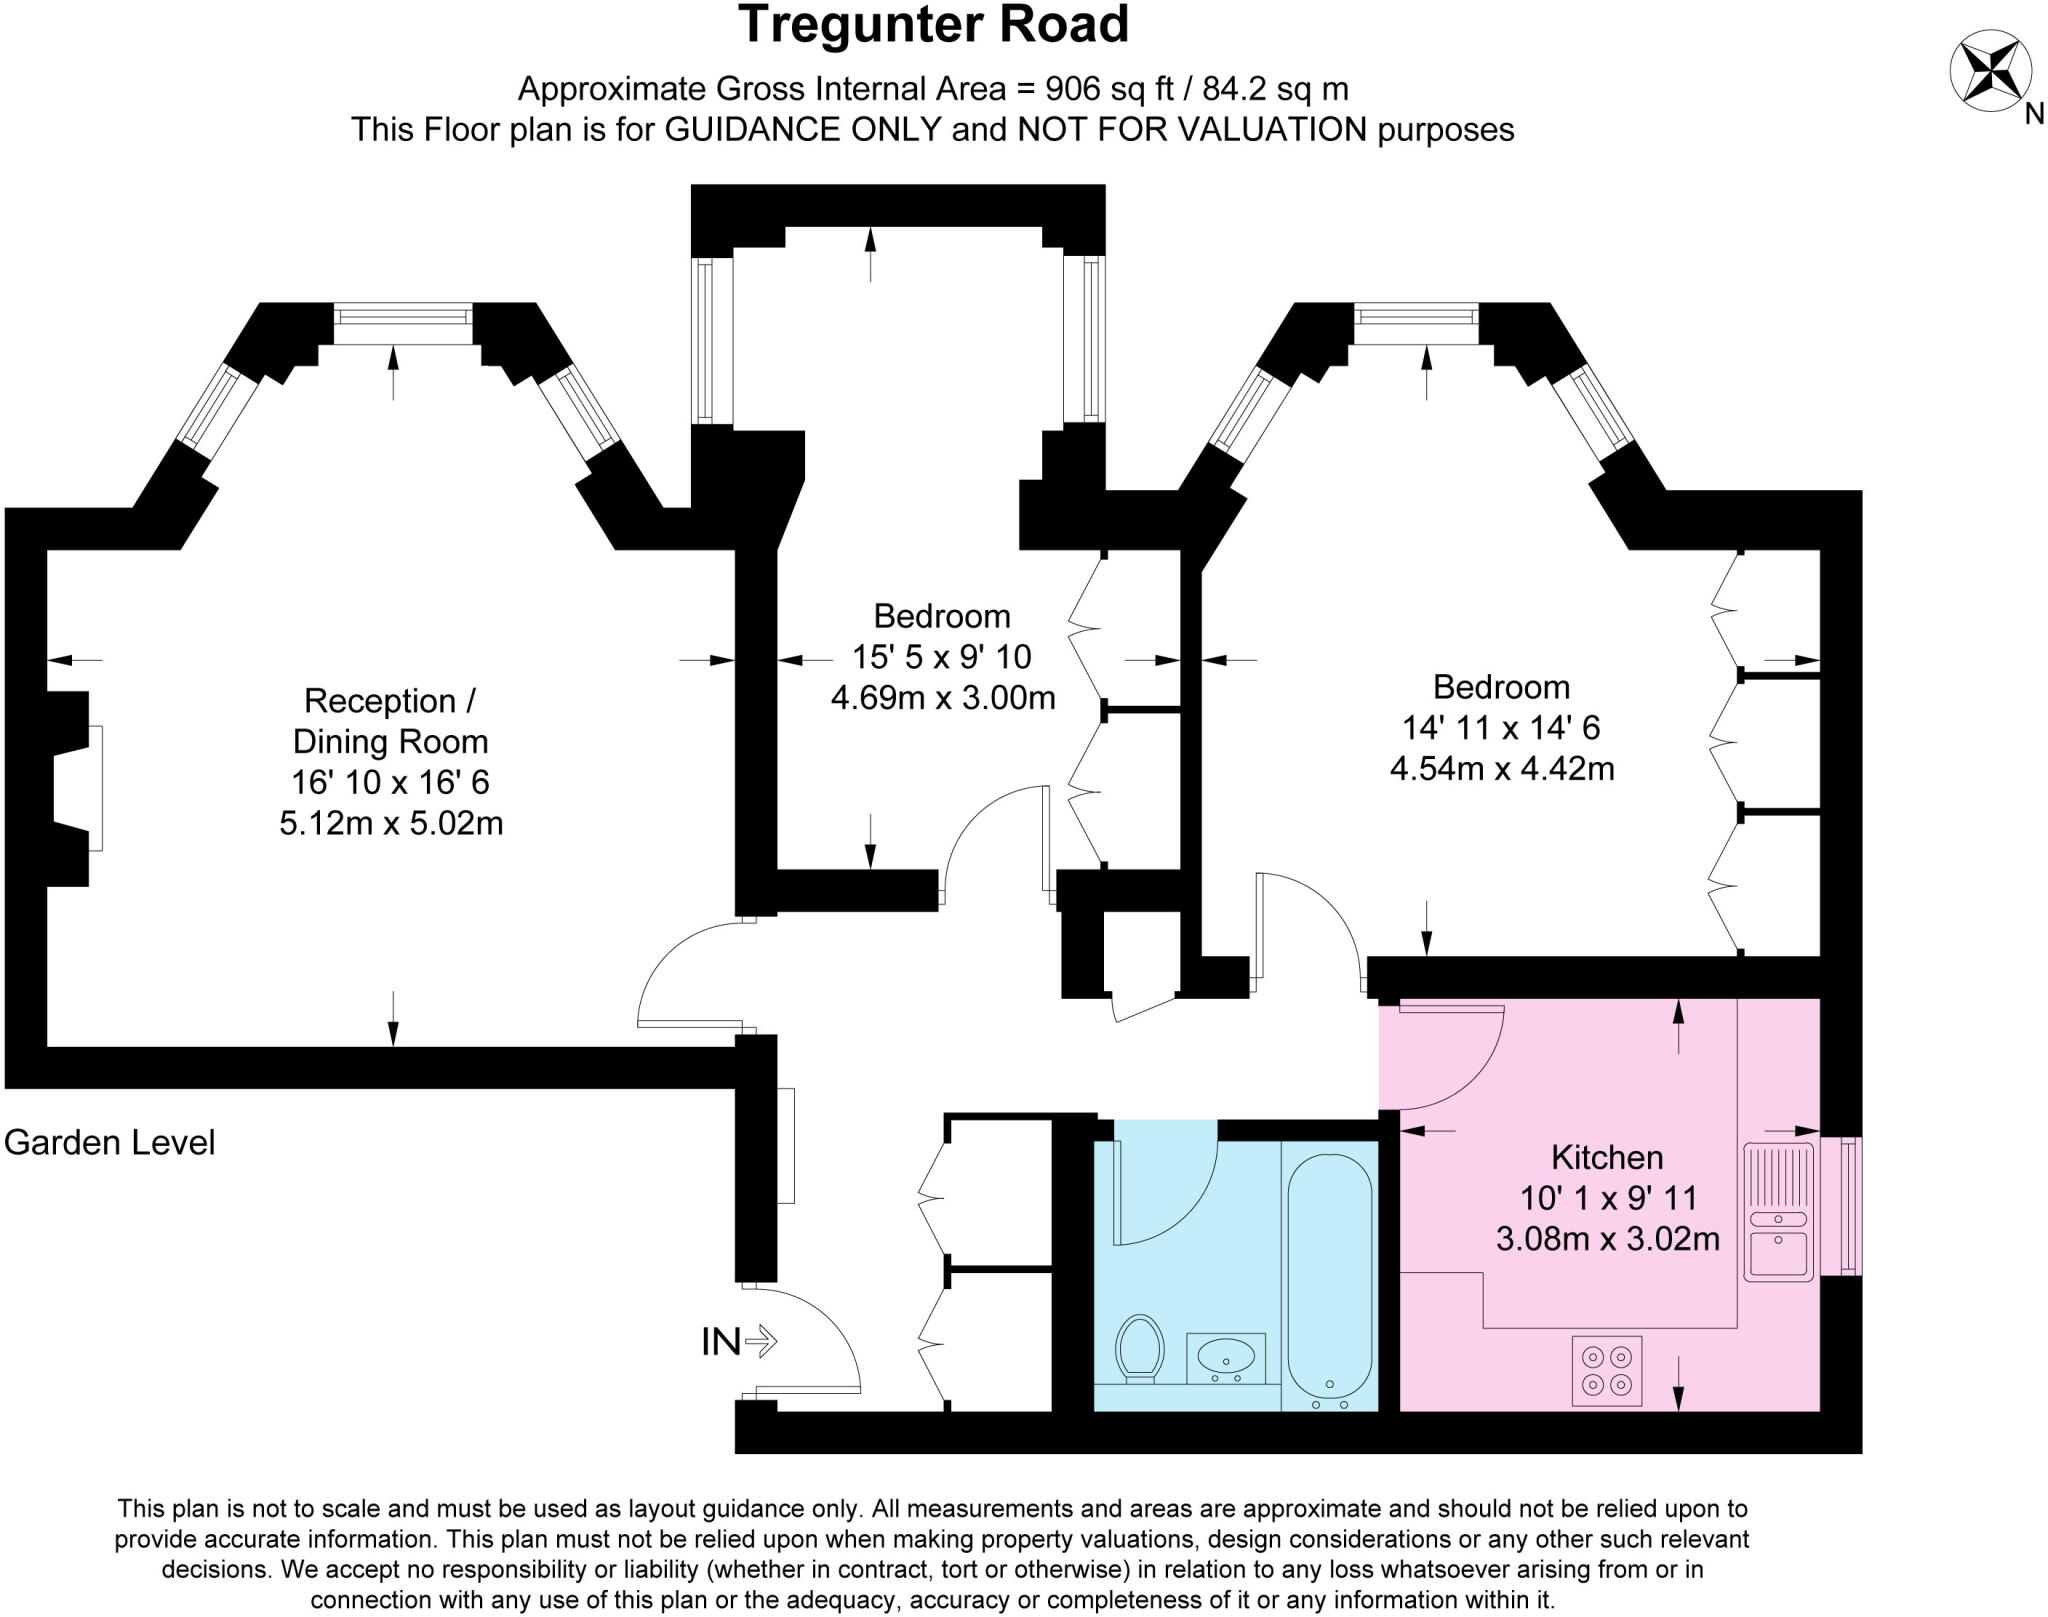 Tregunter Road
Approximate Gross Internal Area = 906 sq ft / 84.2 sq m
This Floor plan is for GUIDANCE ONLY and NOT FOR VALUATION purposes
N
Bedroom
15' 5 x 9' 10
4.69m x 3.00m
Bedroom
14' 11 x 14' 6
4.54m x 4.42m
Reception /
Dining Room
16' 10 x 16' 6
5.12m x 5.02m
Garden Level
Kitchen
10' 1 x 9' 11
3.08m x 3.02m
IN
This plan is not to scale and must be used as layout guidance only. All measurements and areas are approximate and should not be relied upon to
provide accurate information. This plan must not be relied upon when making property valuations, design considerations or any other such relevant
decisions. We accept no responsibility or liability (whether in contract, tort or otherwise) in relation to any loss whatsoever arising from or in
connection with any use of this plan or the adequacy, accuracy or completeness of it or any information within it.